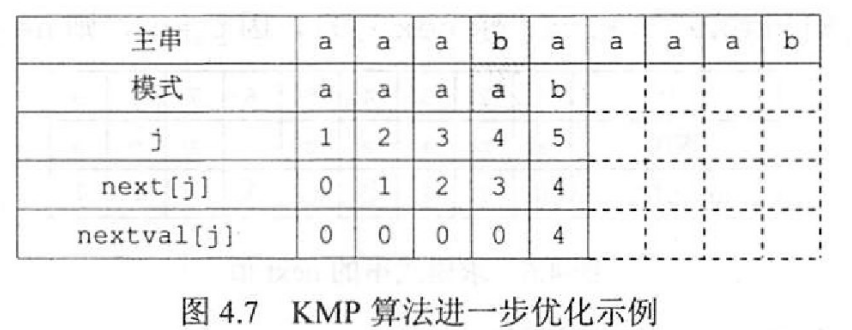 主串 a a a b a a a a b
模式 a a a a b
j 1 2 3 4 5
next[j] 0 1 2 3 4
nextval[j] 0 0 0 0 4
图 4.7 KMP 算法进一步优化示例